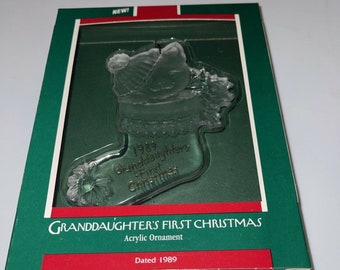 NEW!
1989
Granddaughter's
First
Christmas
GRANDDAUGHTER'S FIRST CHRISTMAS
Acrylic Ornament
Dated 1989